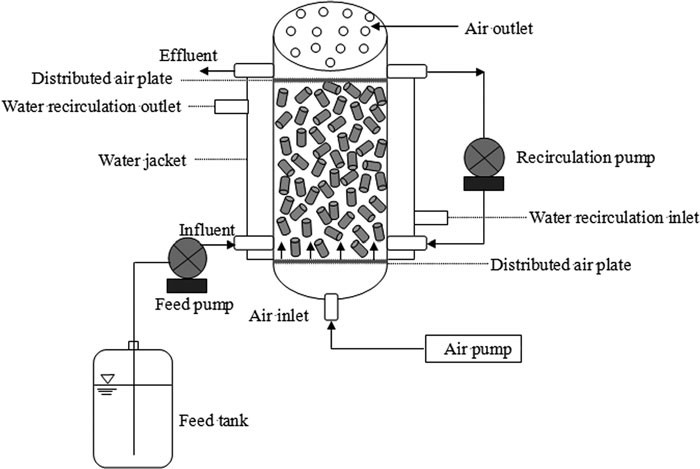 Air outlet
Effluent
Distributed air plate
Water recirculation outlet
Water jacket
Recirculation pump
Water recirculation inlet
Influent
Distributed air plate
Feed pump
Air inlet
Air pump
Feed tank